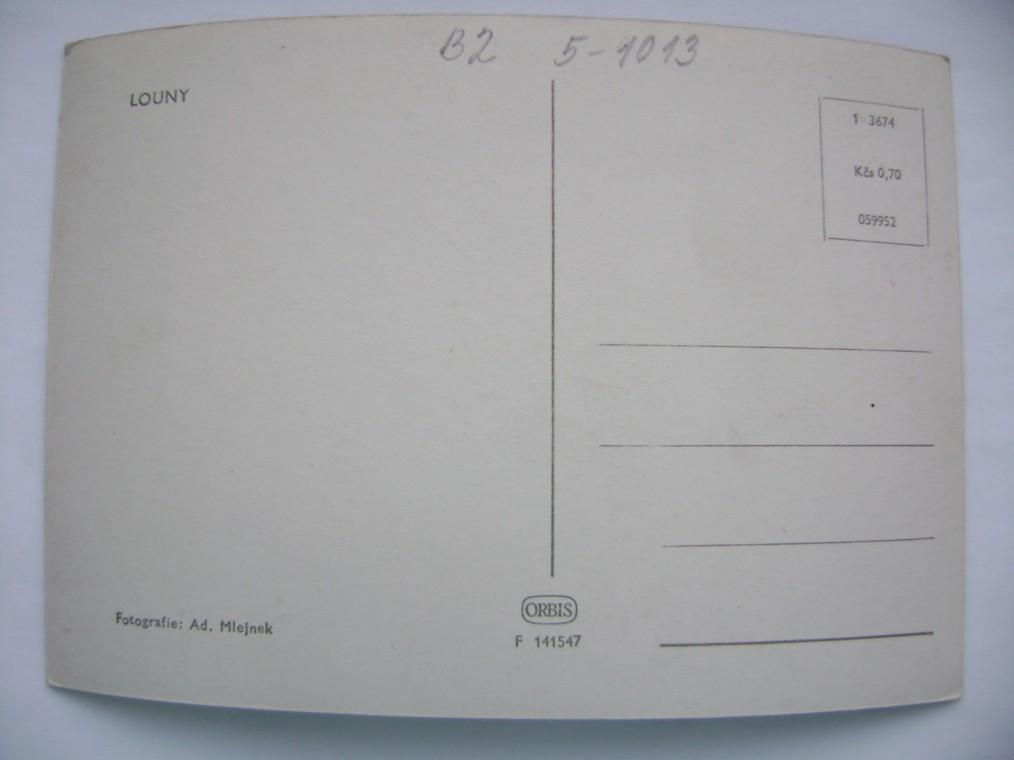 B2 5-1013
LOUNY
1 3674
Kčs 0,70
059952
Fotografie: Ad. Mlejnek
ORBIS
F 141547